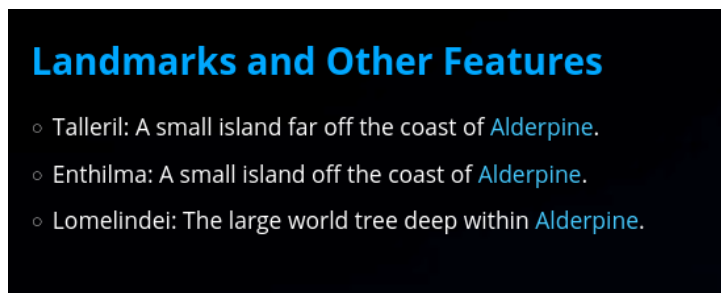 Landmarks and Other Features
Talleril: A small island far off the coast of Alderpine.
Enthilma: A small island off the coast of Alderpine.
Lomelindei: The large world tree deep within Alderpine.